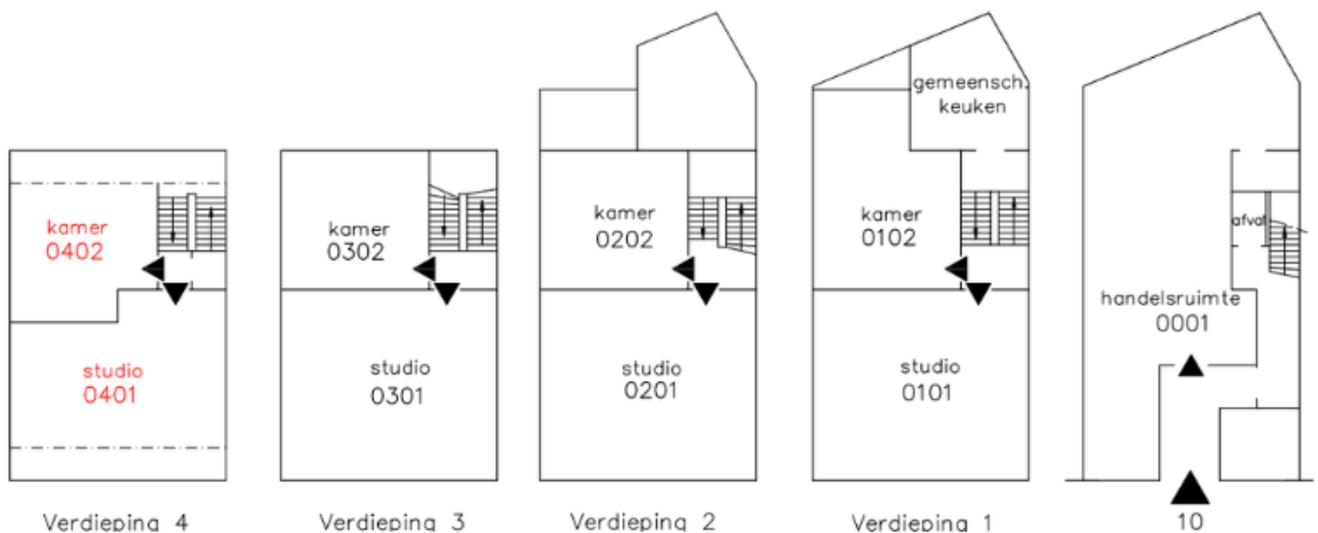 kamer
0402
studio
0401
Verdieping 4
kamer
0302
studio
0301
Verdieping 3
kamer
0202
studio
0201
Verdieping 2
gemeensch.
keuken
kamer
0102
studio
0101
Verdieping 1
afval
handelsruimte
0001
10